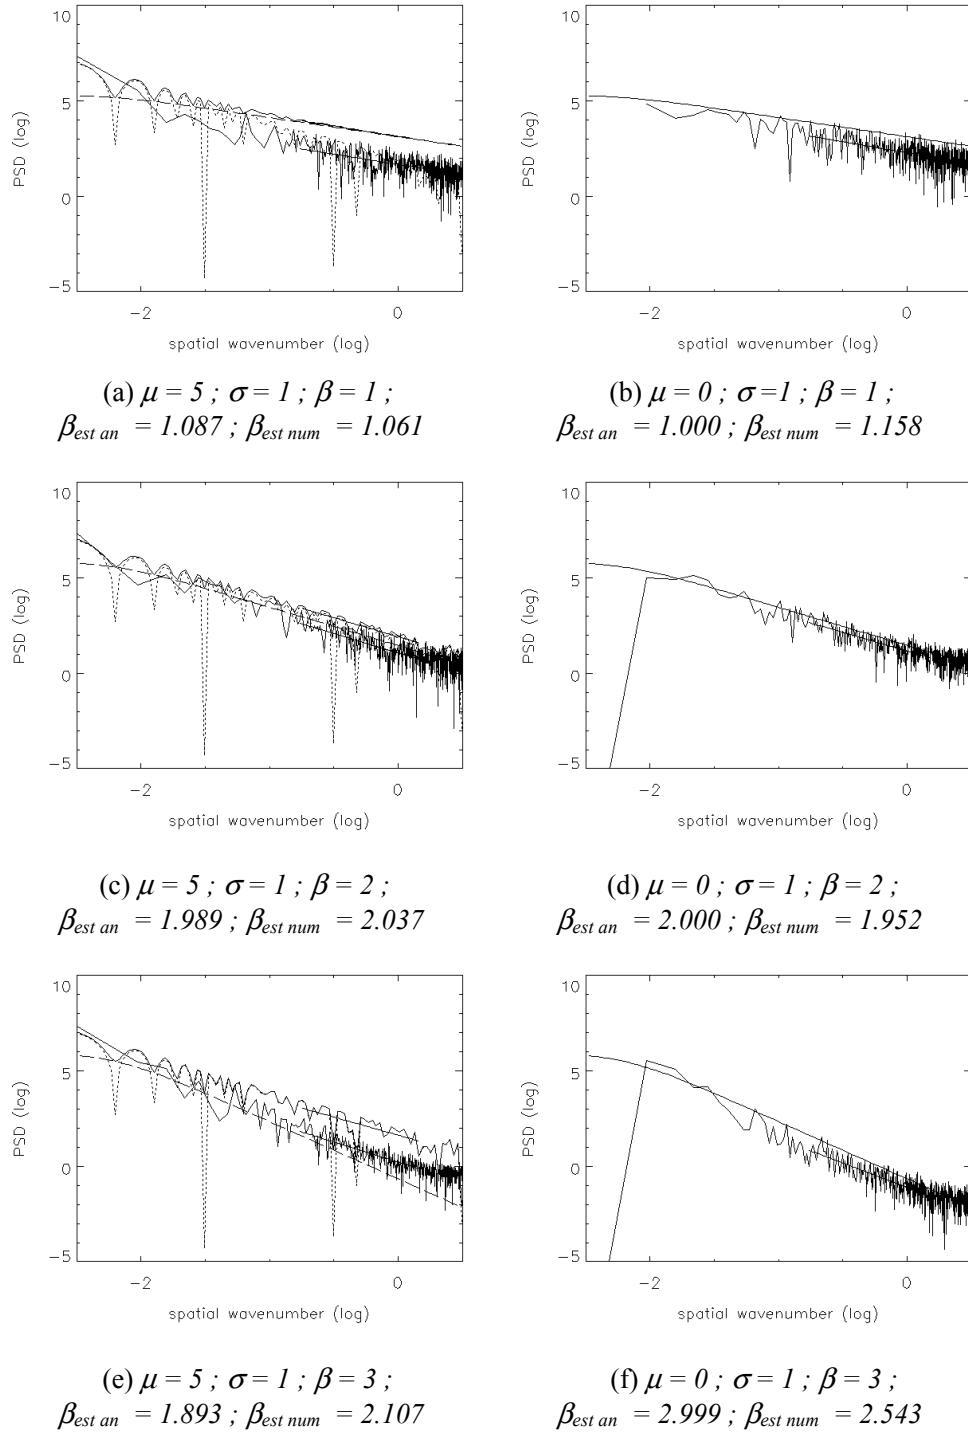 10
5
0
−5
PSD (log)
−2
0
spatial wavenumber (log)
(a) μ = 5 ; σ = 1 ; β = 1 ;
βest an = 1.087 ; βest num = 1.061
10
5
0
−5
PSD (log)
−2
0
spatial wavenumber (log)
(b) μ = 0 ; σ =1 ; β = 1 ;
βest an = 1.000 ; βest num = 1.158
10
5
0
−5
PSD (log)
−2
0
spatial wavenumber (log)
(c) μ = 5 ; σ = 1 ; β = 2 ;
βest an = 1.989 ; βest num = 2.037
10
5
0
−5
PSD (log)
−2
0
spatial wavenumber (log)
(d) μ = 0 ; σ = 1 ; β = 2 ;
βest an = 2.000 ; βest num = 1.952
10
5
0
−5
PSD (log)
−2
0
spatial wavenumber (log)
(e) μ = 5 ; σ = 1 ; β = 3 ;
βest an = 1.893 ; βest num = 2.107
10
5
0
−5
PSD (log)
−2
0
spatial wavenumber (log)
(f) μ = 0 ; σ = 1 ; β = 3 ;
βest an = 2.999 ; βest num = 2.543